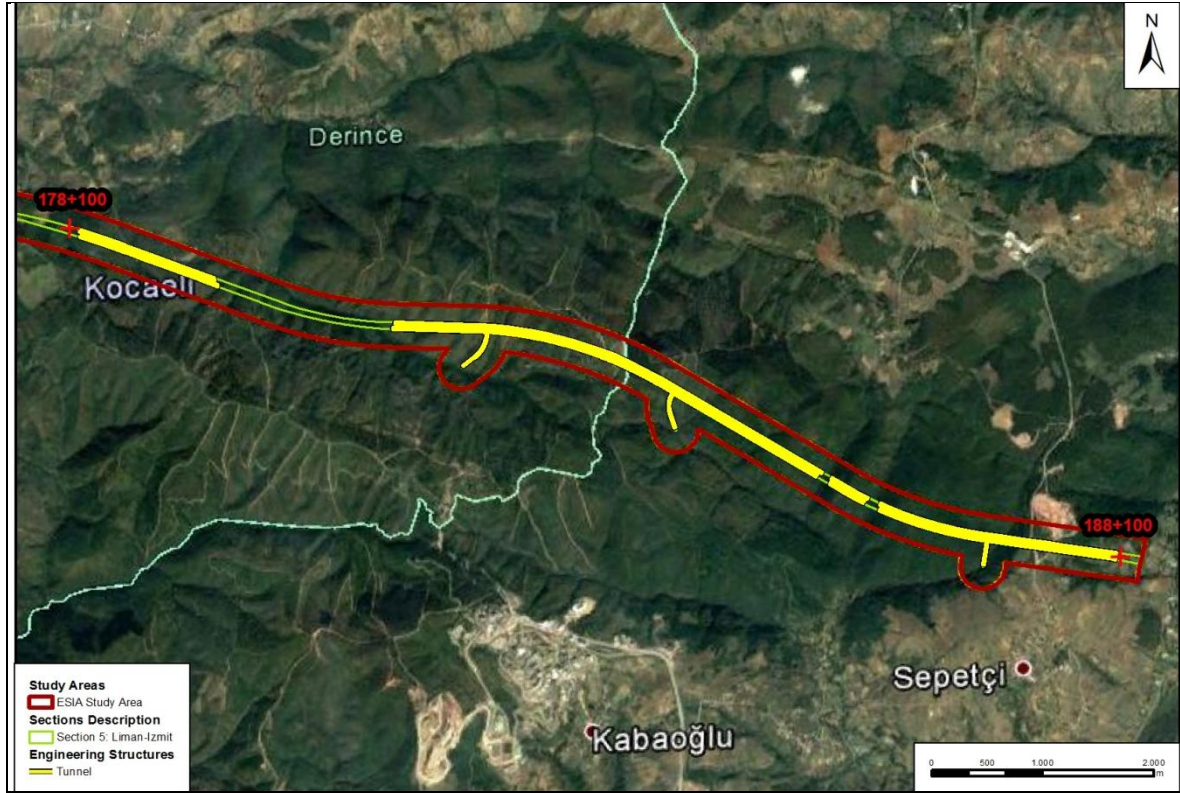 N
Derince
178+100
Kocaeli
188+100
Sepetçi
Kabaoğlu
Study Areas
ESIA Study Area
Sections Description
Section 5: Liman-Izmit
Engineering Structures
Tunnel
0 500 1.000 2.000
m